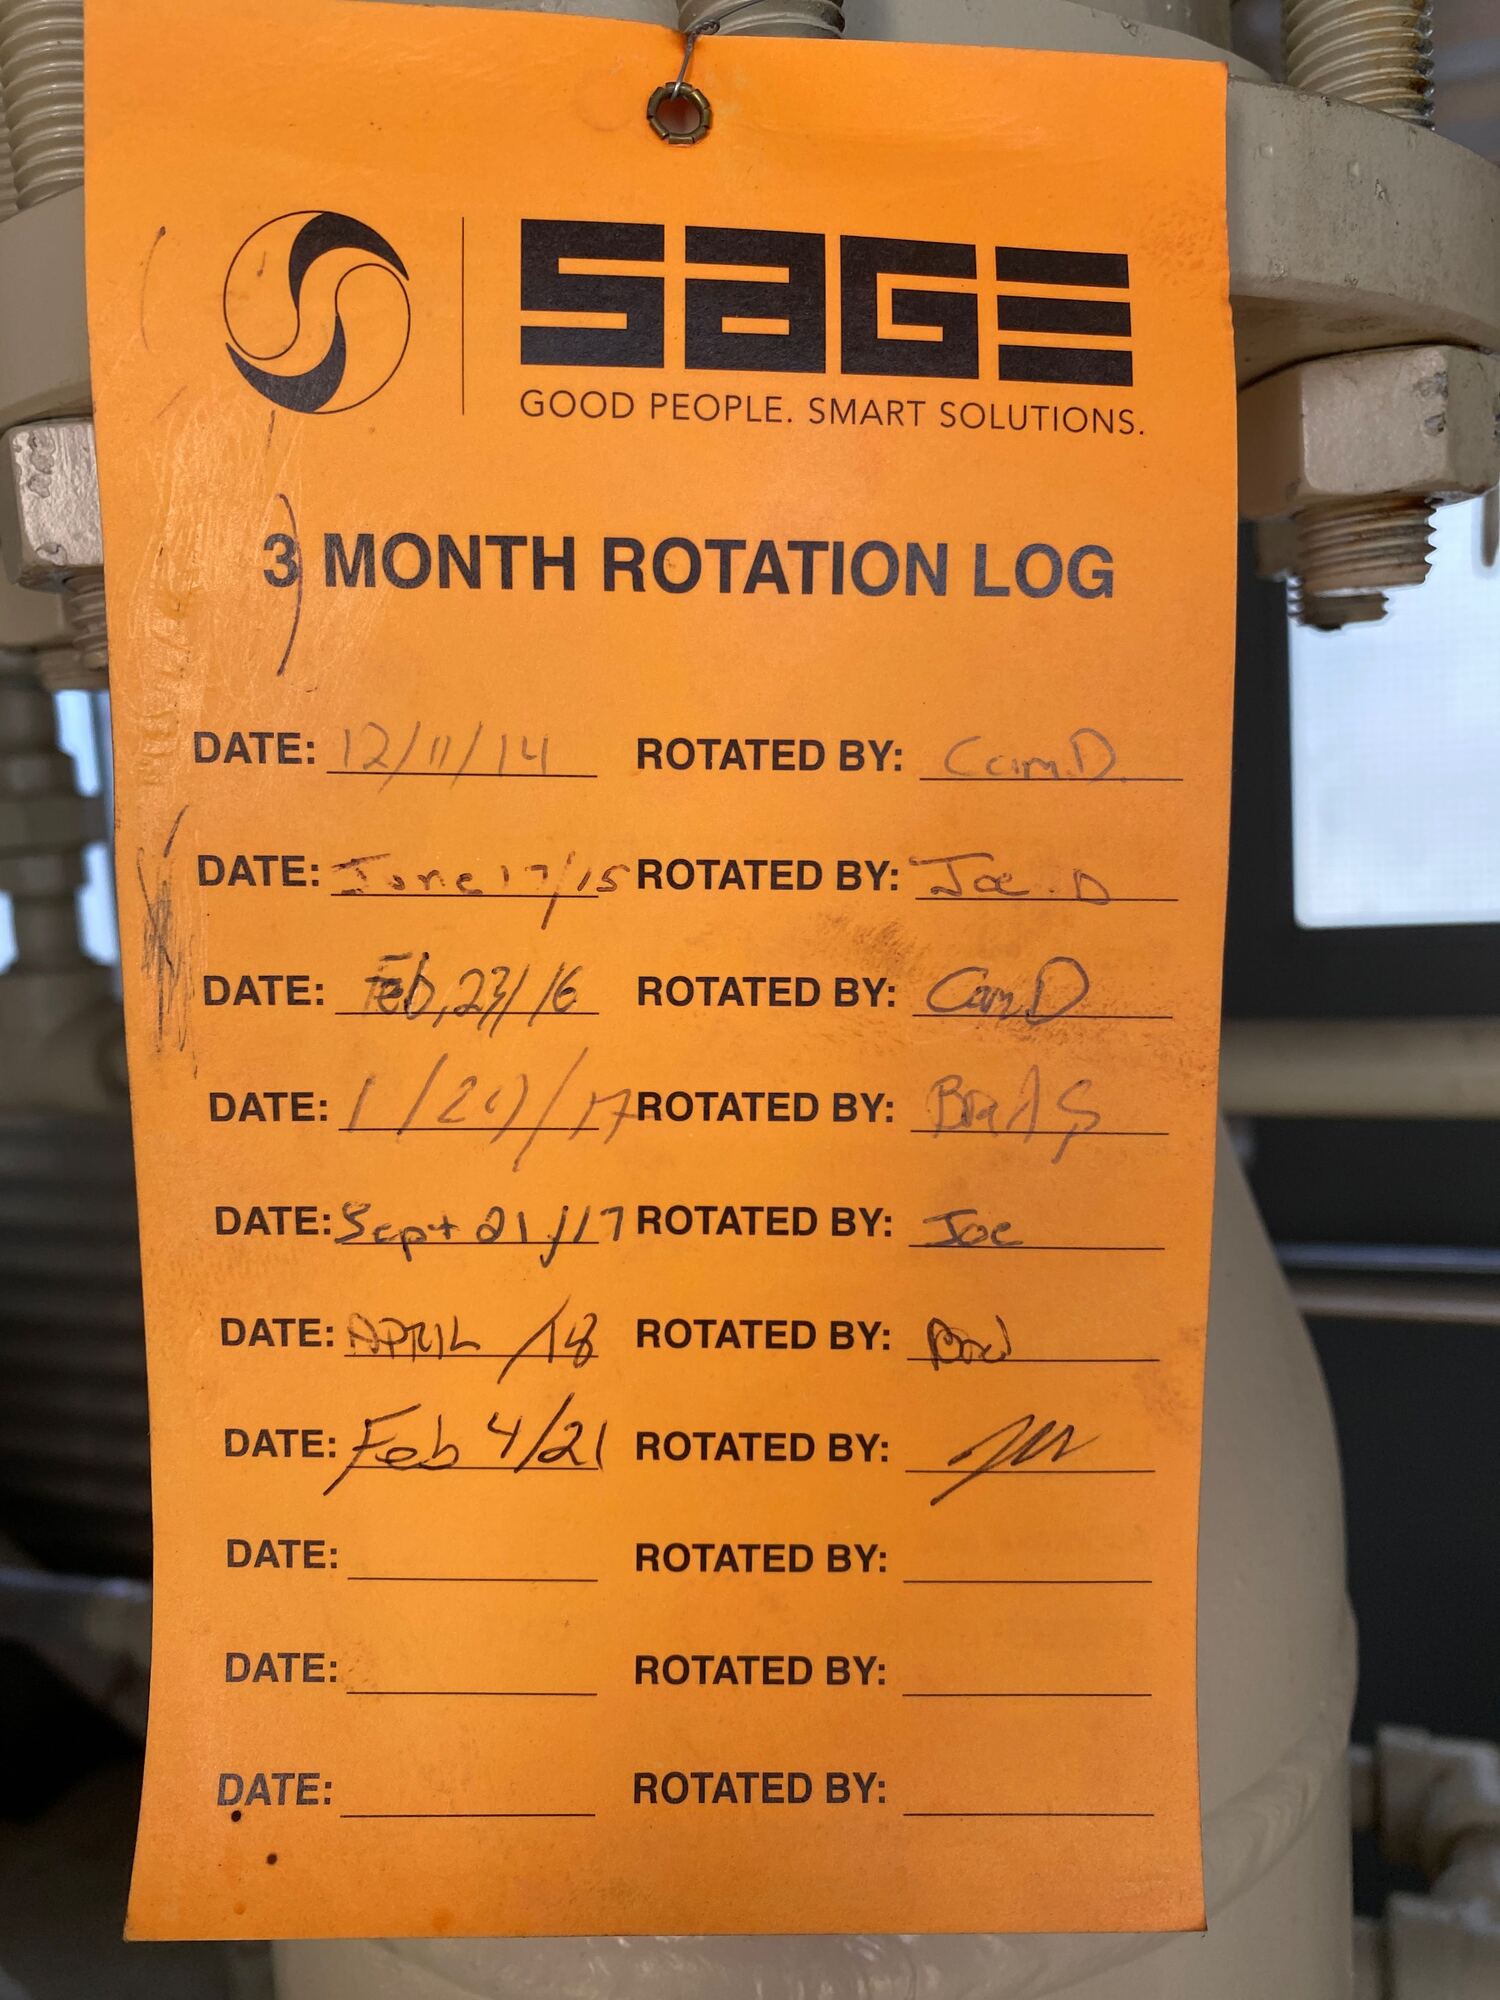 SAGE
GOOD PEOPLE. SMART SOLUTIONS.
3 MONTH ROTATION LOG
DATE: 12/11/14 ROTATED BY: Cam.D.
DATE: June 17/15 ROTATED BY: Joe.D
DATE: Feb, 23/16 ROTATED BY: Cam D
DATE: 1/20/17 ROTATED BY: Brad S
DATE: Sept 21/17 ROTATED BY: Joe
DATE: APRIL /18 ROTATED BY: Brad
DATE: Feb 4/21 ROTATED BY:
DATE: ROTATED BY:
DATE: ROTATED BY:
DATE: ROTATED BY: